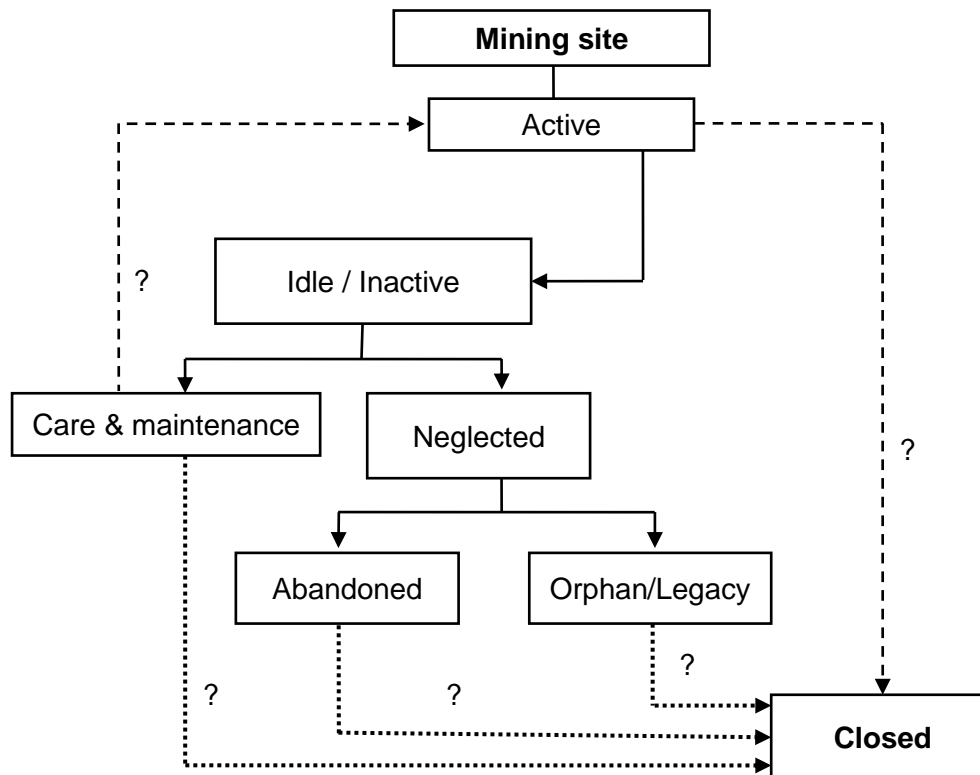 Mining site
Active
Idle / Inactive
?
Care & maintenance
Neglected
?
Abandoned
Orphan/Legacy
?
?
?
Closed